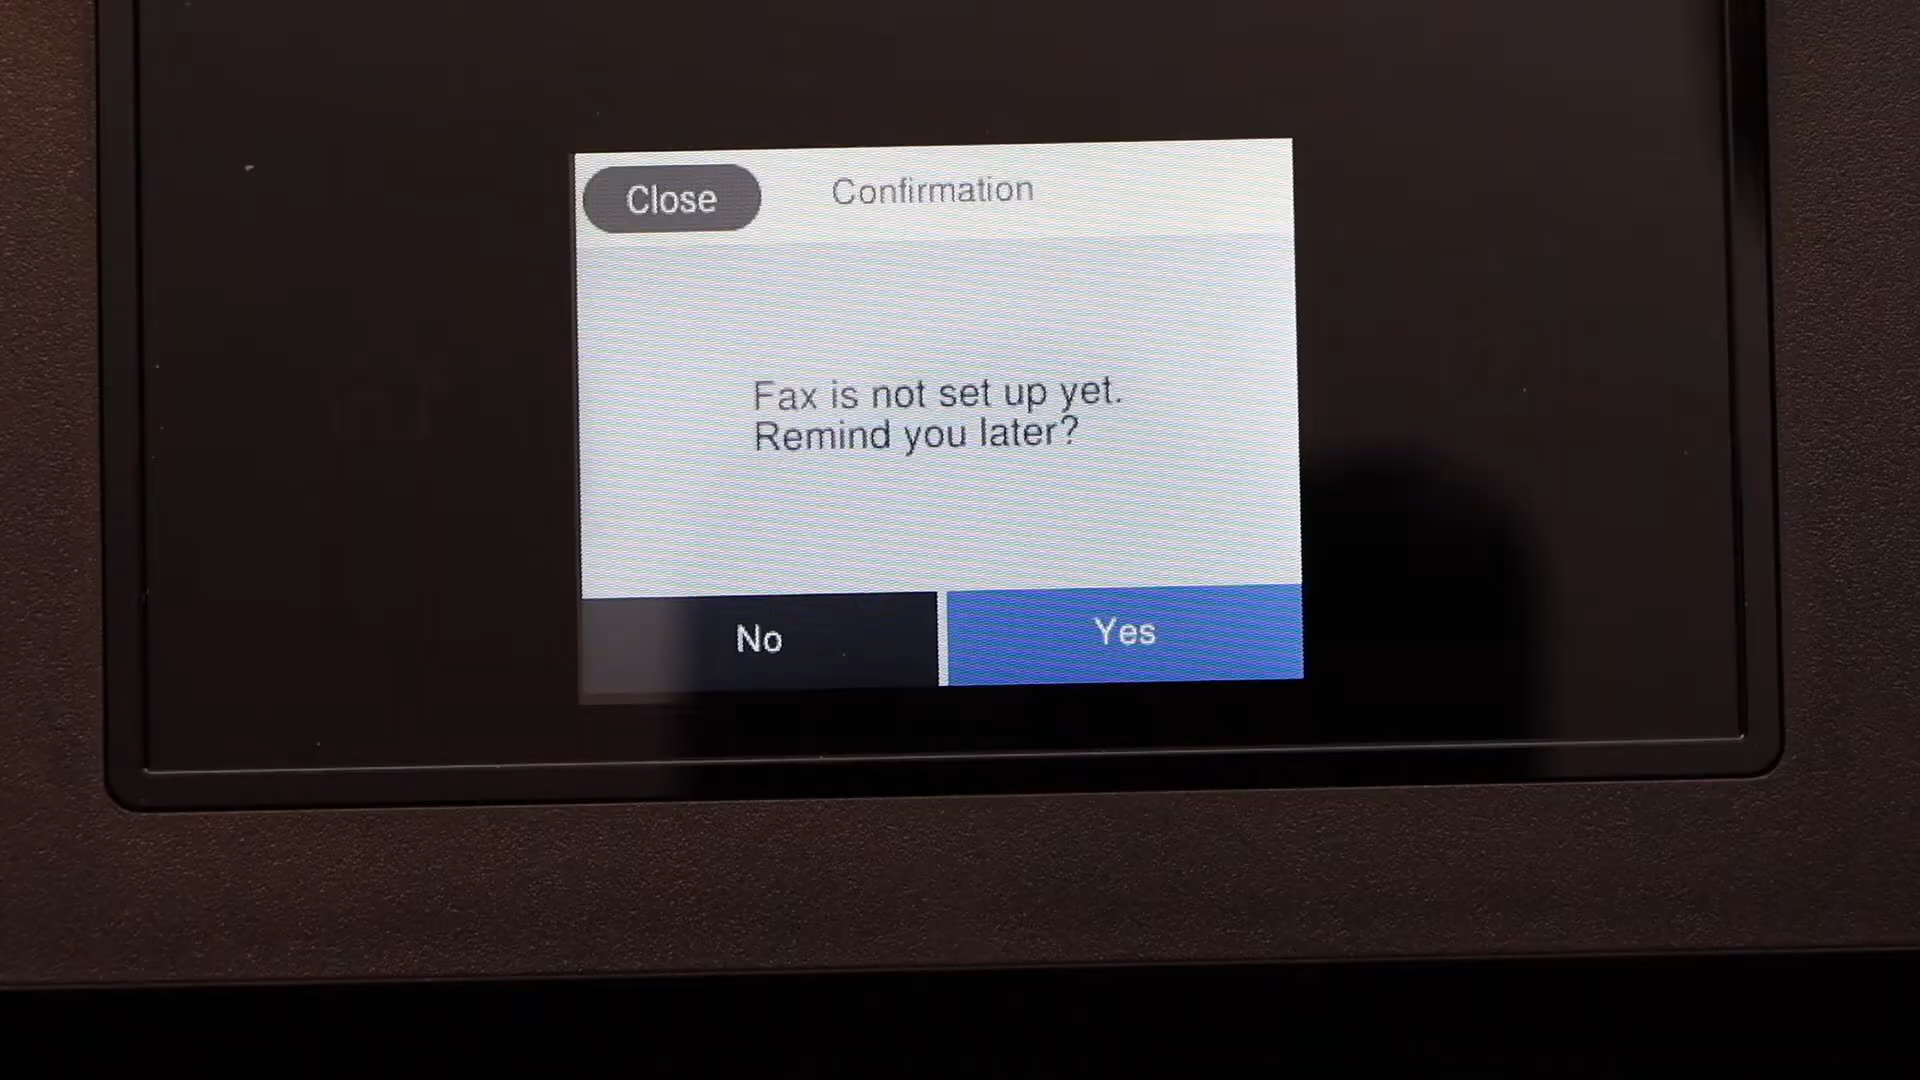 Close
Confirmation
Fax is not set up yet.
Remind you later?
No
Yes